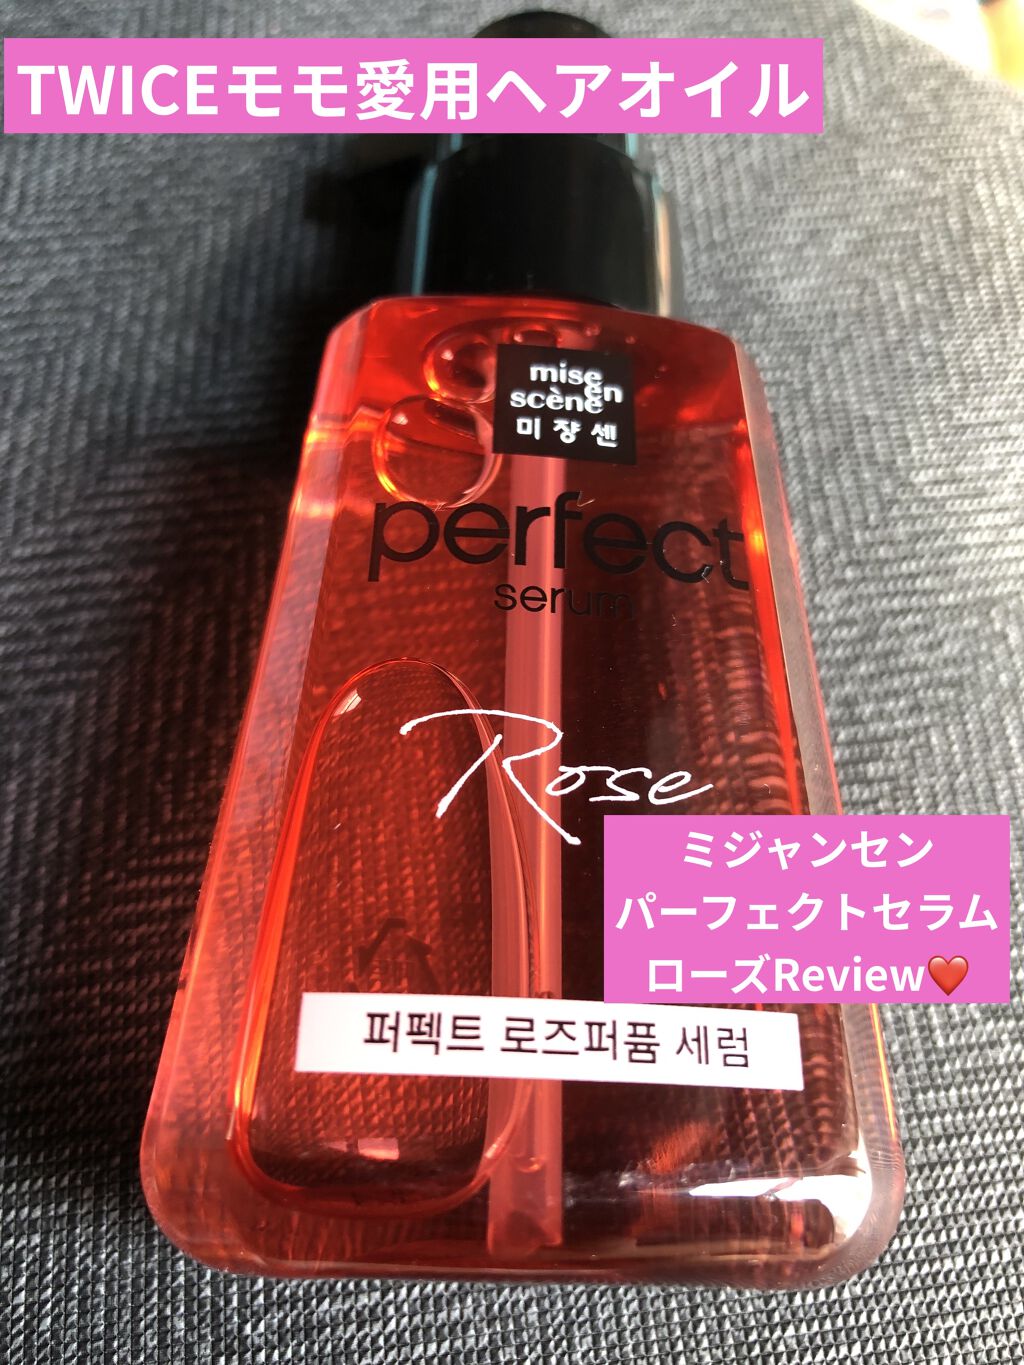 TWICEモモ愛用ヘアオイル
mise
en
scène
미쟝센
perfect
serum
Rose
ミジャンセン
パーフェクトセラム
ローズReview❤️
퍼펙트 로즈퍼퓸 세럼